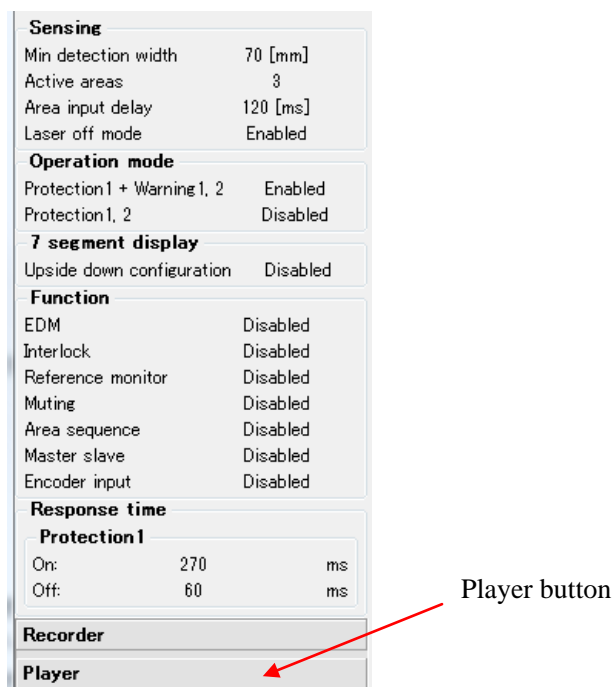 Sensing
Min detection width 70 [mm]
Active areas 3
Area input delay 120 [ms]
Laser off mode Enabled
Operation mode
Protection1 + Warning1, 2 Enabled
Protection1, 2 Disabled
7 segment display
Upside down configuration Disabled
Function
EDM Disabled
Interlock Disabled
Reference monitor Disabled
Muting Disabled
Area sequence Disabled
Master slave Disabled
Encoder input Disabled
Response time
Protection1
On: 270 ms
Off: 60 ms
Player button
Recorder
Player